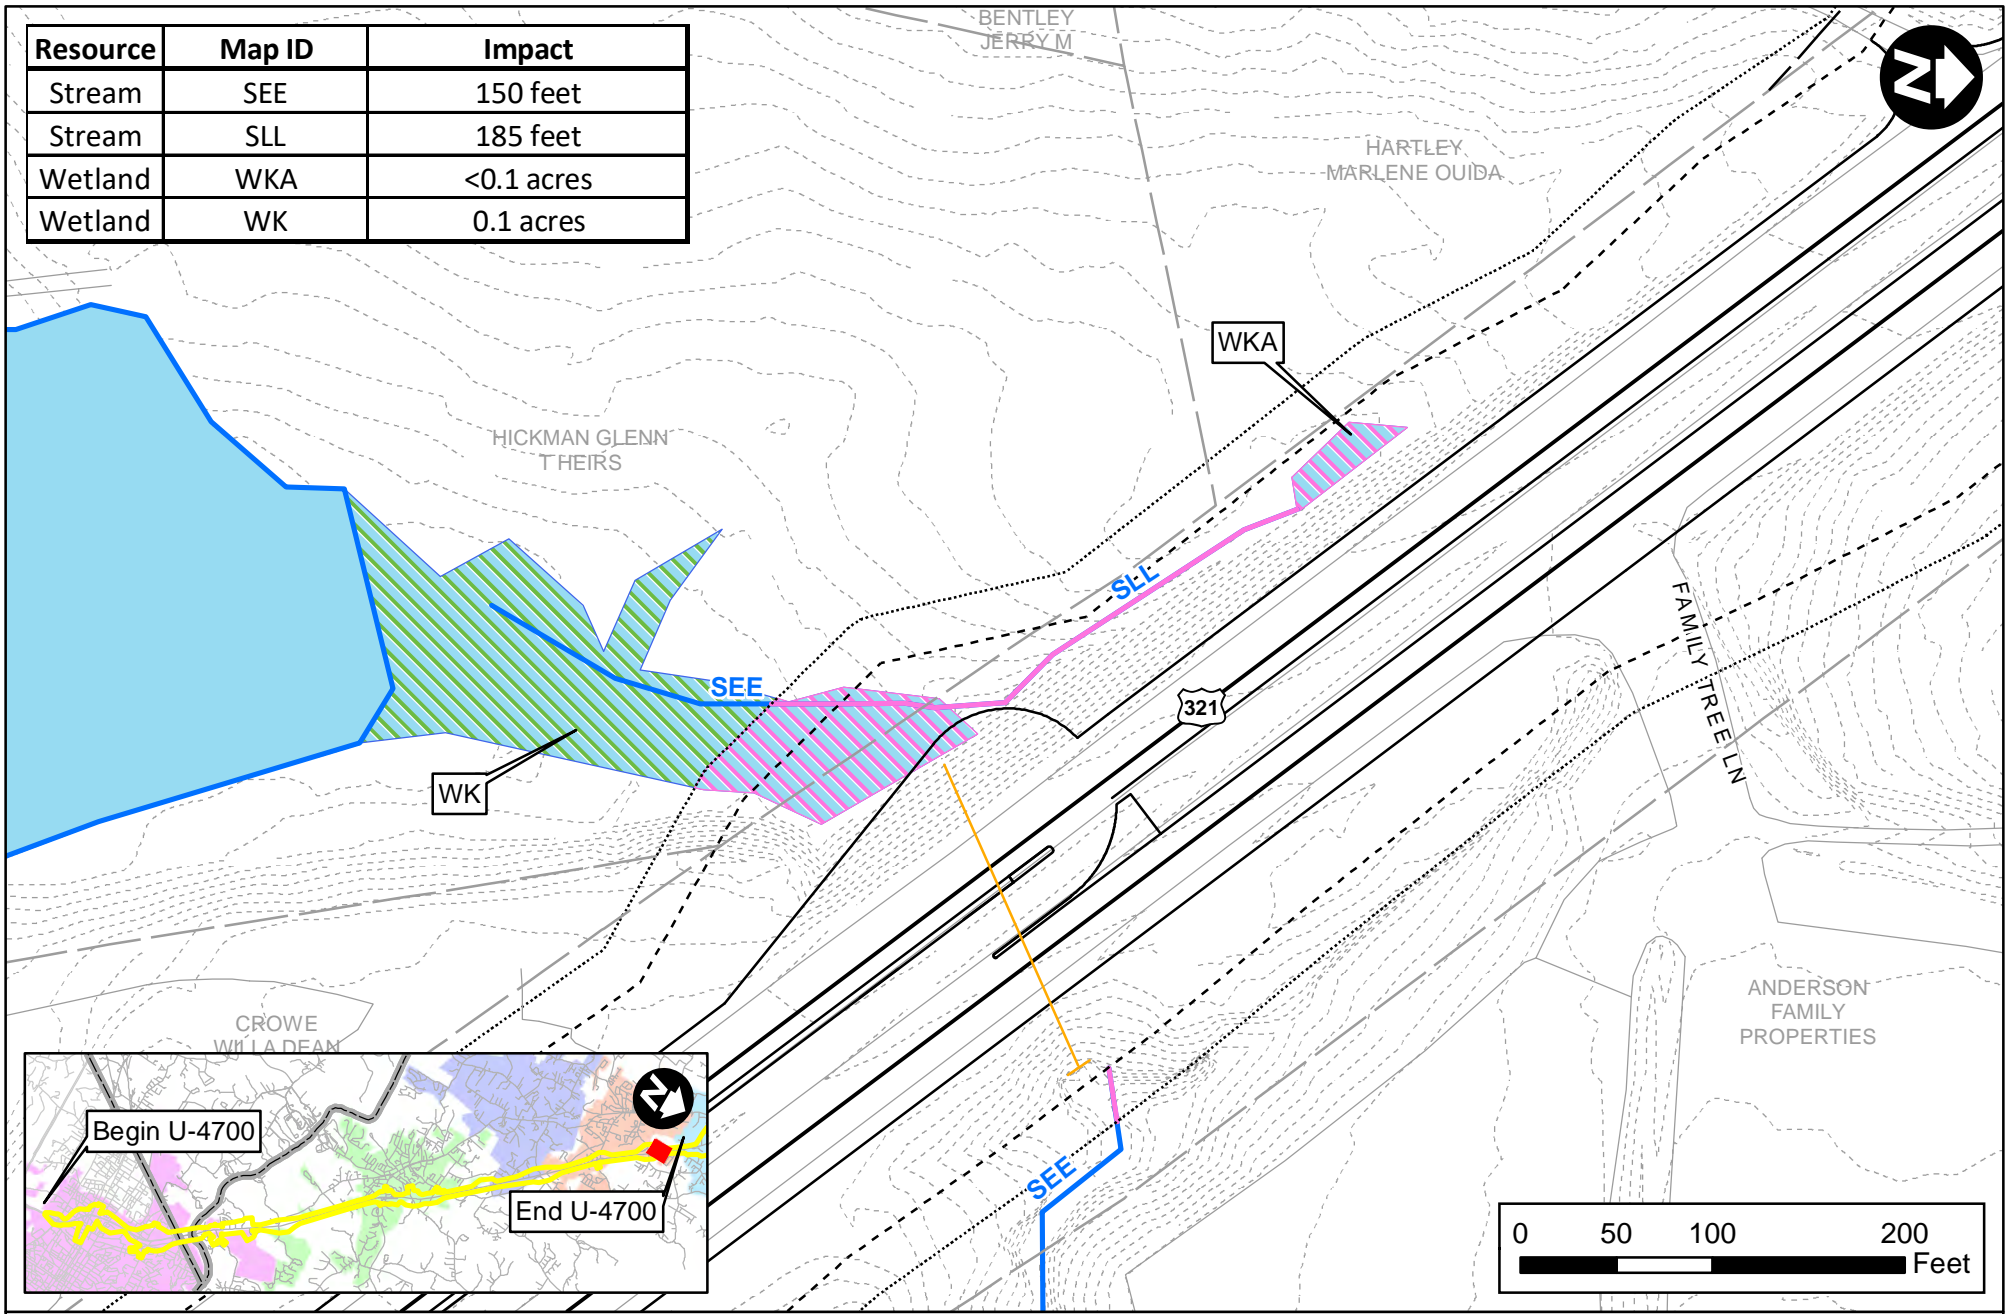 Resource Map ID Impact
Stream SEE 150 feet
Stream SLL 185 feet
Wetland WKA <0.1 acres
Wetland WK 0.1 acres
BENTLEY
JERRY M
N
HARTLEY
MARLENE OUIDA
WKA
HICKMAN GLENN
T HEIRS
SLL
SEE
321
FAMILY TREE LN
WK
ANDERSON
FAMILY
PROPERTIES
CROWE
WILLA DEAN
N
Begin U-4700
End U-4700
SEE
0 50 100 200
Feet